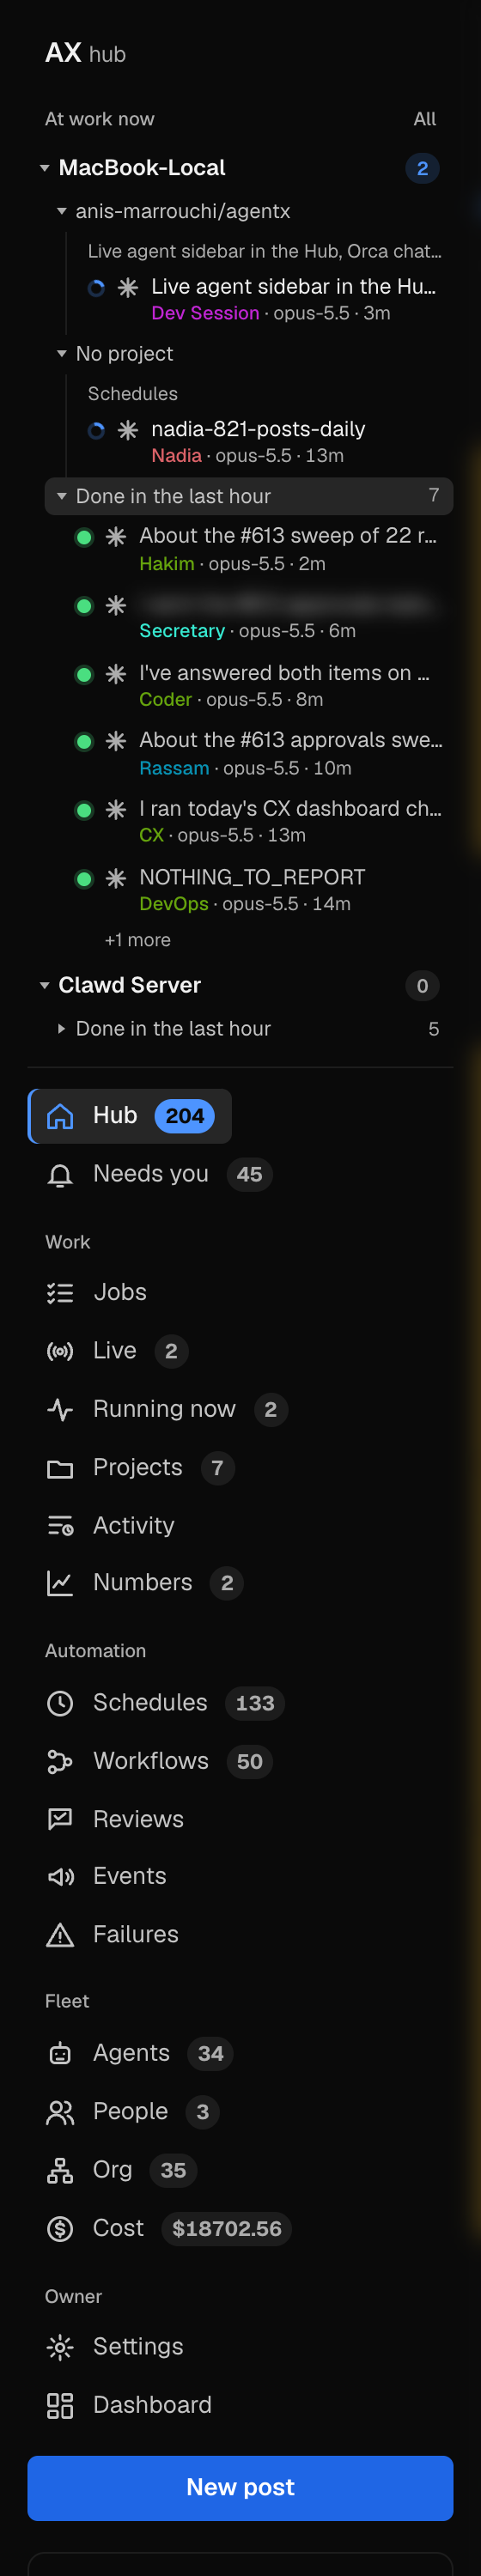 AX hub
At work now All
MacBook-Local 2
anis-marrouchi/agentx
Live agent sidebar in the Hub, Orca chat...
Live agent sidebar in the Hu...
Dev Session · opus-5.5 · 3m
No project
Schedules
nadia-821-posts-daily
Nadia · opus-5.5 · 13m
Done in the last hour 7
About the #613 sweep of 22 r...
Hakim · opus-5.5 · 2m
Secretary · opus-5.5 · 6m
I've answered both items on ...
Coder · opus-5.5 · 8m
About the #613 approvals swe...
Rassam · opus-5.5 · 10m
I ran today's CX dashboard ch...
CX · opus-5.5 · 13m
NOTHING_TO_REPORT
DevOps · opus-5.5 · 14m
+1 more
Clawd Server 0
Done in the last hour 5
Hub 204
Needs you 45
Work
Jobs
Live 2
Running now 2
Projects 7
Activity
Numbers 2
Automation
Schedules 133
Workflows 50
Reviews
Events
Failures
Fleet
Agents 34
People 3
Org 35
Cost $18702.56
Owner
Settings
Dashboard
New post